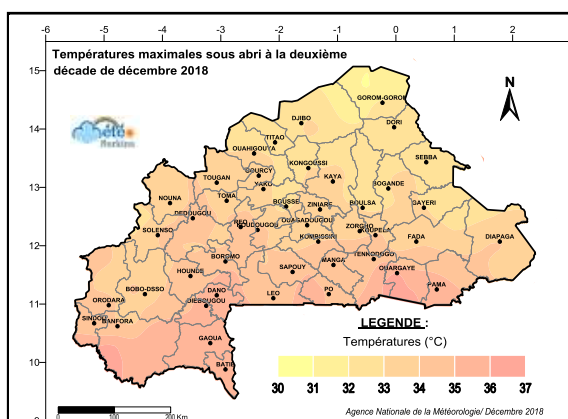 -6 -5 -4 -3 -2 -1 0 1 2
Températures maximales sous abri à la deuxième
décade de décembre 2018
N
15
14
13
12
11
10
GOROM-GOROM
DJIBO
DORI
TITAO
OUAHIGOUYA
SEBBA
KONGOUSSI
GOURCY
KAYA
TOUGAN
YAKO
BOGANDE
NOUNA
TOMA
BOUSSE
ZINIARE
BOULSA
GAYERI
DEDOUGOU
REO
KOUDOUGOU
OUAGADOUGOU
ZORGHO
KOUPELA
SOLENSO
KOMPISSIRI
FADA
DIAPAGA
BOROMO
TENKODOGO
MANGA
HOUNDE
SAPOUY
OUARGAYE
BOBO-DSSO
DANO
LEO
PO
PAMA
ORODARA
DIEBOUGOU
SINDOU
BANFORA
GAOUA
BATIE
LEGENDE :
Températures (°C)
30 31 32 33 34 35 36 37
0 100 200 Km
Agence Nationale de la Météorologie/ Décembre 2018